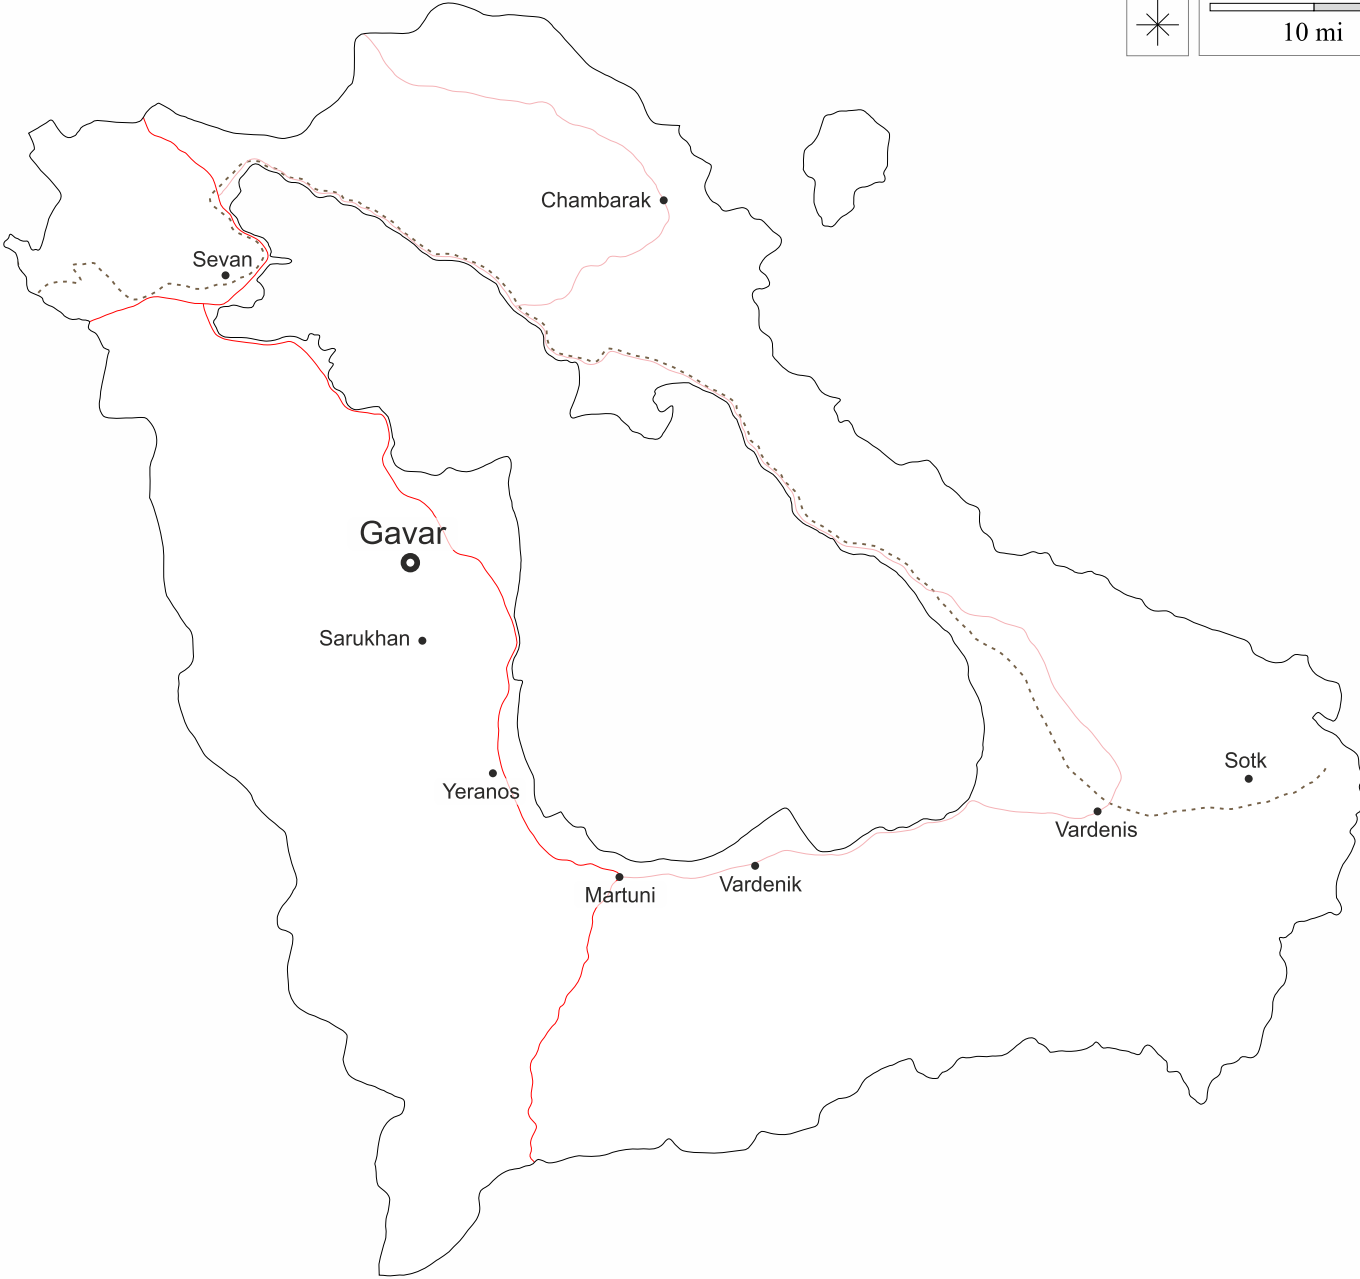 10 mi
Chambarak
Sevan
Gavar
Sarukhan
Sotk
Yeranos
Vardenis
Vardenik
Martuni